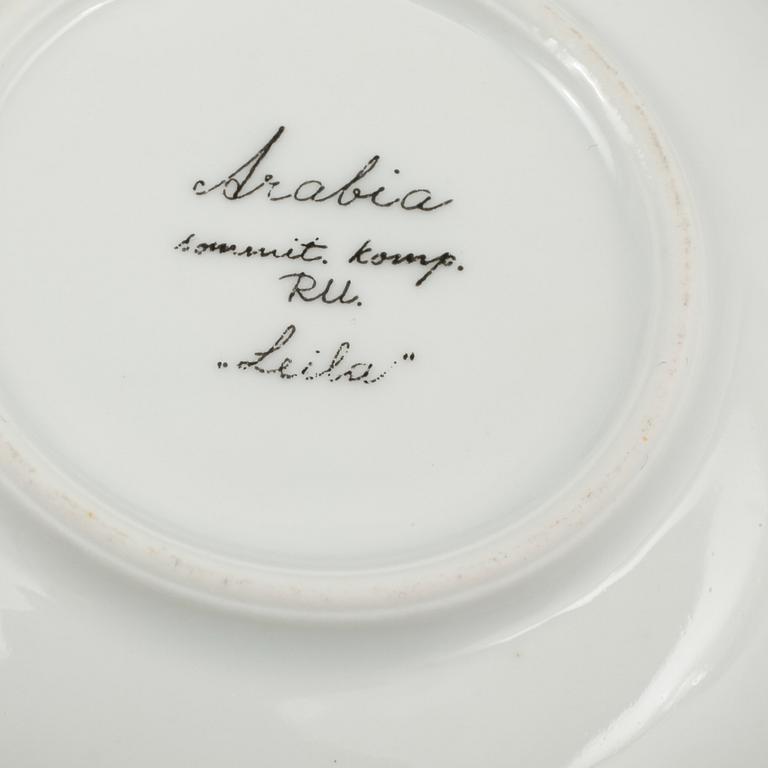 Arabia
sommit. komp.
RU.
„Leila”